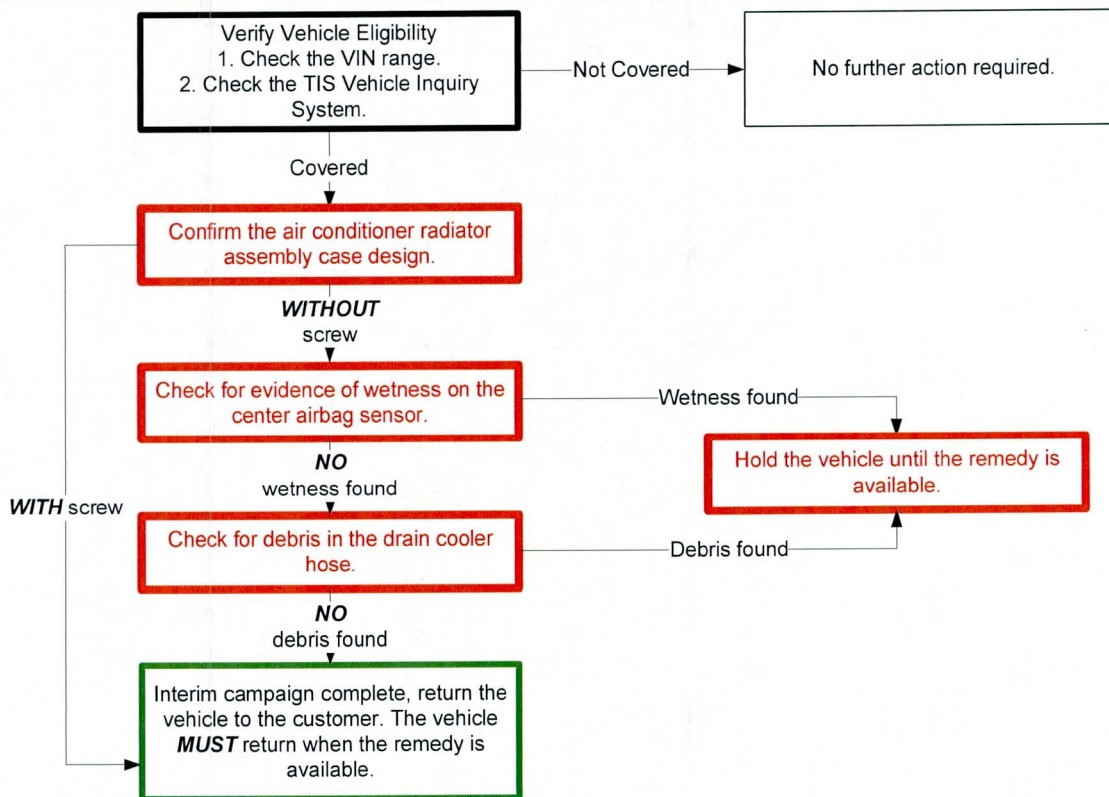 Verify Vehicle Eligibility
1. Check the VIN range.
2. Check the TIS Vehicle Inquiry
System.
Not Covered
No further action required.
Covered
Confirm the air conditioner radiator
assembly case design.
WITHOUT
screw
Check for evidence of wetness on the
center airbag sensor.
Wetness found
NO
wetness found
Hold the vehicle until the remedy is
available.
WITH screw
Check for debris in the drain cooler
hose.
Debris found
NO
debris found
Interim campaign complete, return the
vehicle to the customer. The vehicle
MUST return when the remedy is
available.